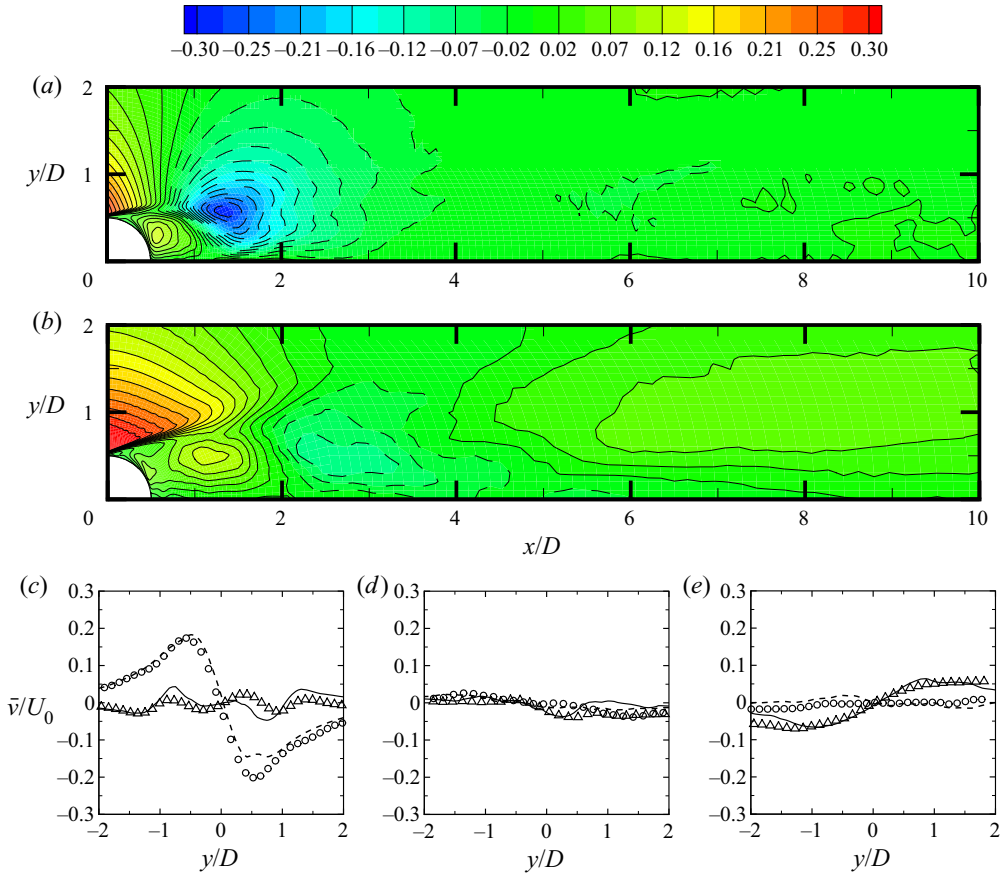 −0.30 −0.25 −0.21 −0.16 −0.12 −0.07 −0.02 0.02 0.07 0.12 0.16 0.21 0.25 0.30
(a)
2
y/D
1
0 2 4 6 8 10
(b)
2
y/D
1
0 2 4 6 8 10
x/D
(c) (d) (e)
0.3 0.3 0.3
0.2 0.2 0.2
0.1 0.1 0.1
v̄/U0 0 0 0
−0.1 −0.1 −0.1
−0.2 −0.2 −0.2
−0.3 −0.3 −0.3
−2 −1 0 1 2 −2 −1 0 1 2 −2 −1 0 1 2
y/D y/D y/D